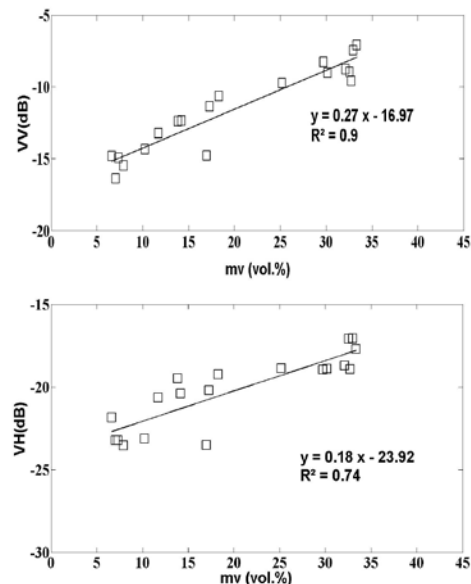 -5
-10
-15
-20
VV(dB)
y = 0.27 x - 16.97
R² = 0.9
0 5 10 15 20 25 30 35 40 45
mv (vol.%)
-15
-20
-25
-30
VH(dB)
y = 0.18 x - 23.92
R² = 0.74
0 5 10 15 20 25 30 35 40 45
mv (vol.%)